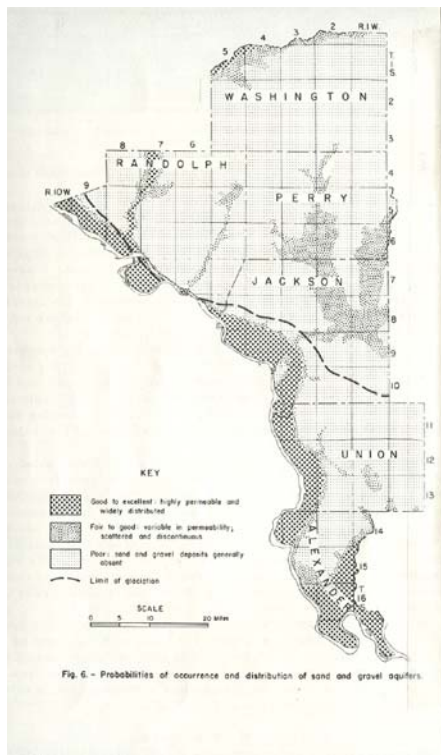 5 4 3 2 R.I W.
T.
1
S.
WASHINGTON
2
3
8 7 6
RANDOLPH
4
R.10W. 9
PERRY
5
6
JACKSON
7
8
9
10
11
UNION
12
13
KEY
Good to excellent: highly permeable and
widely distributed
Fair to good: variable in permeability;
scattered and discontinuous
Poor: sand and gravel deposits generally
absent
Limit of glaciation
14
ALEXANDER
15
T.
16
S.
SCALE
0 5 10 20 Miles
Fig. 6. - Probabilities of occurrence and distribution of sand and gravel aquifers.